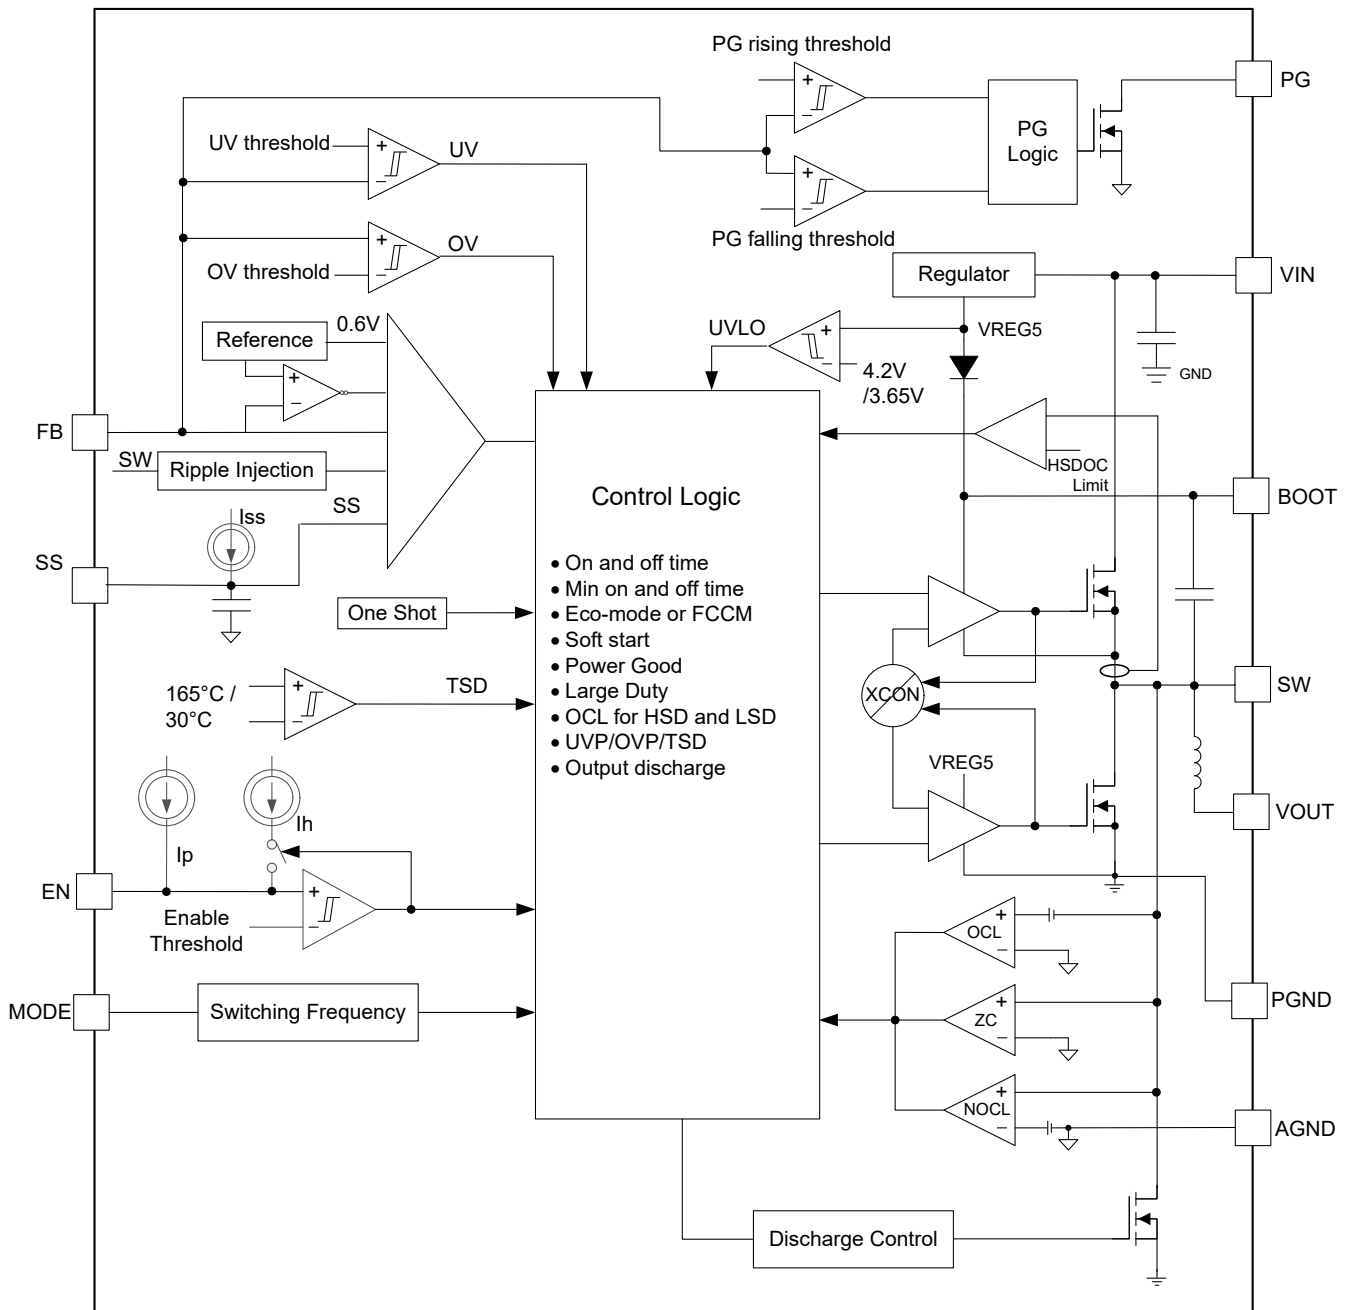 PG rising threshold
PG
UV threshold
+
−
UV
+
−
+
−
PG
Logic
PG falling threshold
OV threshold
+
−
OV
Regulator
VIN
Reference
0.6V
UVLO
+
−
VREG5
4.2V
/3.65V
GND
+
−
FB
SW
Ripple Injection
HSDOC
Limit
BOOT
Control Logic
Iss
SS
SS
• On and off time
• Min on and off time
• Eco-mode or FCCM
• Soft start
• Power Good
• Large Duty
• OCL for HSD and LSD
• UVP/OVP/TSD
• Output discharge
One Shot
165°C /
30°C
+
−
TSD
XCON
SW
VREG5
VOUT
Ip
Ih
EN
+
−
Enable
Threshold
OCL
+
−
MODE
Switching Frequency
ZC
+
−
PGND
NOCL
+
−
AGND
Discharge Control